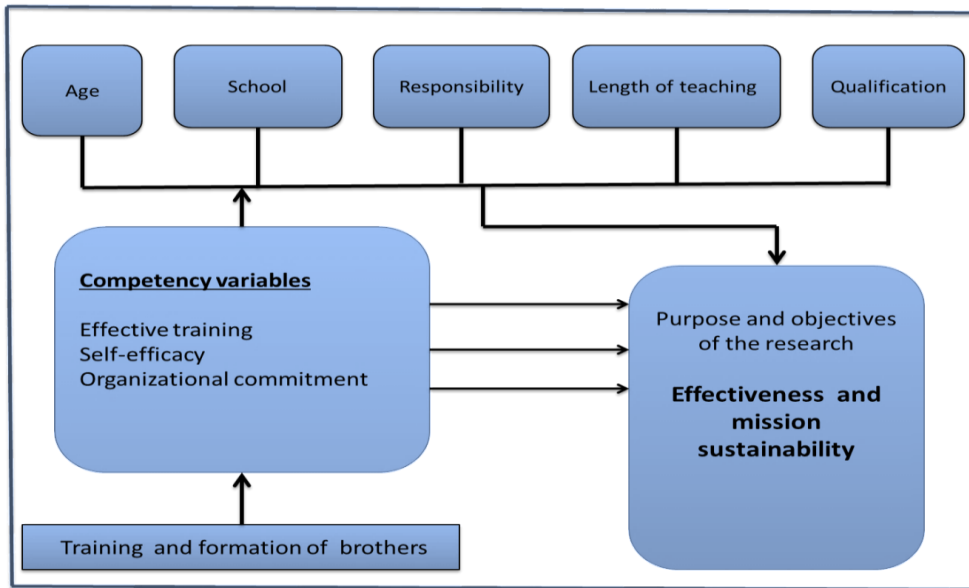 Age
School
Responsibility
Length of teaching
Qualification
Competency variables
Effective training
Self-efficacy
Organizational commitment
Purpose and objectives
of the research
Effectiveness and
mission
sustainability
Training and formation of brothers